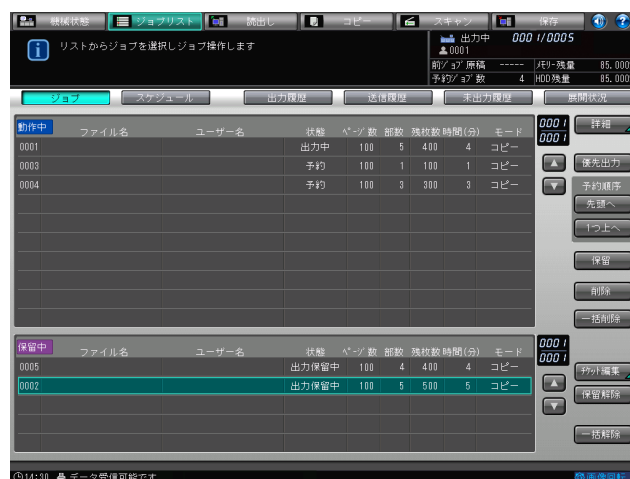 機械状態 ジョブリスト 読出し コピー スキャン 保存
リストからジョブを選択しジョブ操作します
出力中 0001/0005
0001
前ジョブ原稿 ----- メモリー残量 85.000
予約ジョブ数 4 HDD残量 85.000
ジョブ スケジュール 出力履歴 送信履歴 未出力履歴 展開状況
動作中 ファイル名 ユーザー名 状態 ページ数 部数 残枚数 時間(分) モード
0001
0001
詳細
0001 出力中 100 5 400 4 コピー
0003 予約 100 1 100 1 コピー
0004 予約 100 3 300 3 コピー
優先出力
予約順序
先頭へ
1つ上へ
保留
削除
一括削除
保留中 ファイル名 ユーザー名 状態 ページ数 部数 残枚数 時間(分) モード
0001
0001
0005 出力保留中 100 4 400 4 コピー
0002 出力保留中 100 5 500 5 コピー
チケット編集
保留解除
一括解除
14:30 データ受信可能です 画面回転